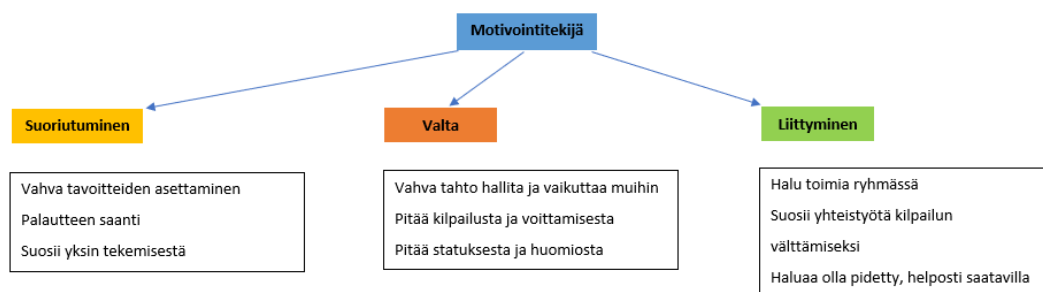 Motivointitekijä
Suoriutuminen
Valta
Liittyminen
Vahva tavoitteiden asettaminen
Palautteen saanti
Suosii yksin tekemisestä
Vahva tahto hallita ja vaikuttaa muihin
Pitää kilpailusta ja voittamisesta
Pitää statuksesta ja huomiosta
Halu toimia ryhmässä
Suosii yhteistyötä kilpailun
välttämiseksi
Haluaa olla pidetty, helposti saatavilla